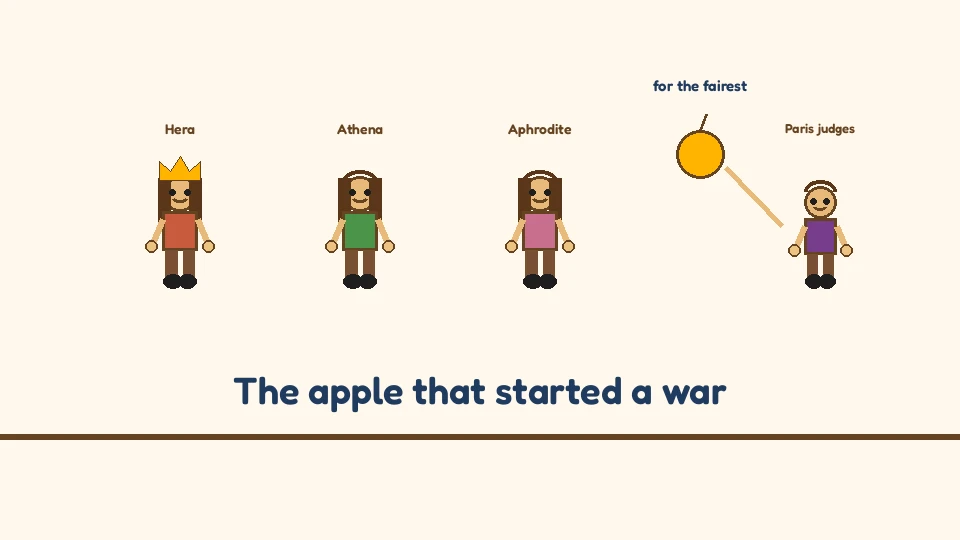 for the fairest
Hera
Athena
Aphrodite
Paris judges
The apple that started a war